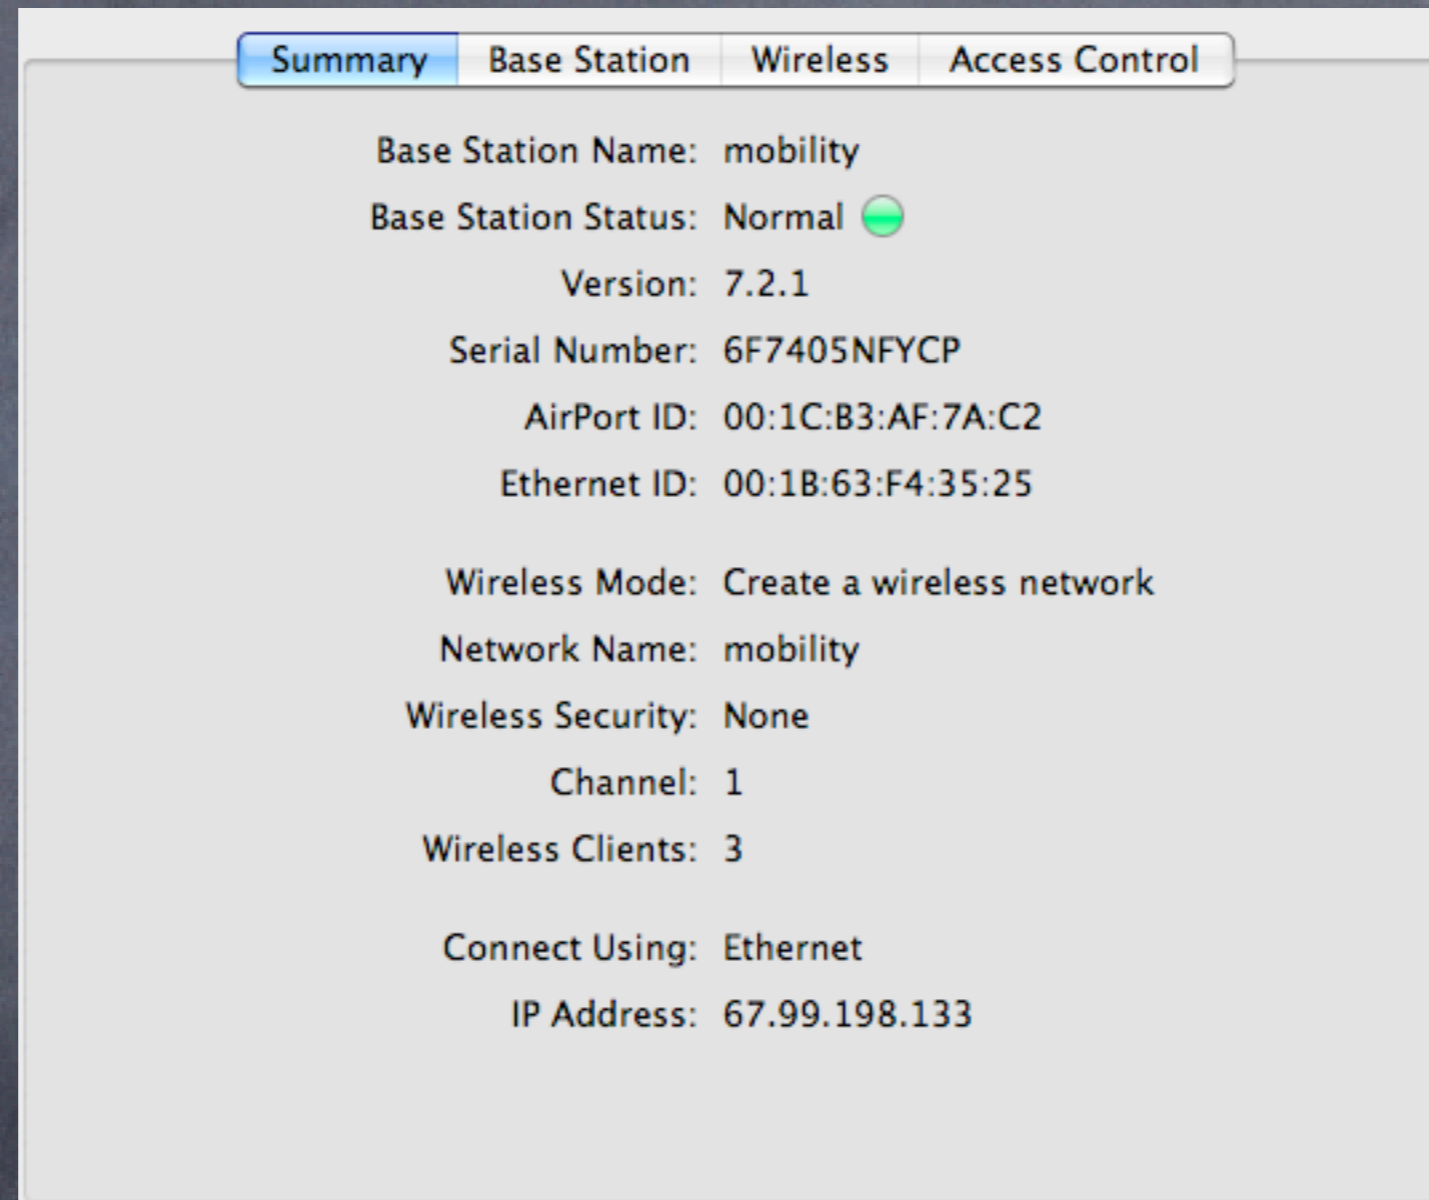 Summary Base Station Wireless Access Control
Base Station Name: mobility
Base Station Status: Normal
Version: 7.2.1
Serial Number: 6F7405NFYCP
AirPort ID: 00:1C:B3:AF:7A:C2
Ethernet ID: 00:1B:63:F4:35:25
Wireless Mode: Create a wireless network
Network Name: mobility
Wireless Security: None
Channel: 1
Wireless Clients: 3
Connect Using: Ethernet
IP Address: 67.99.198.133